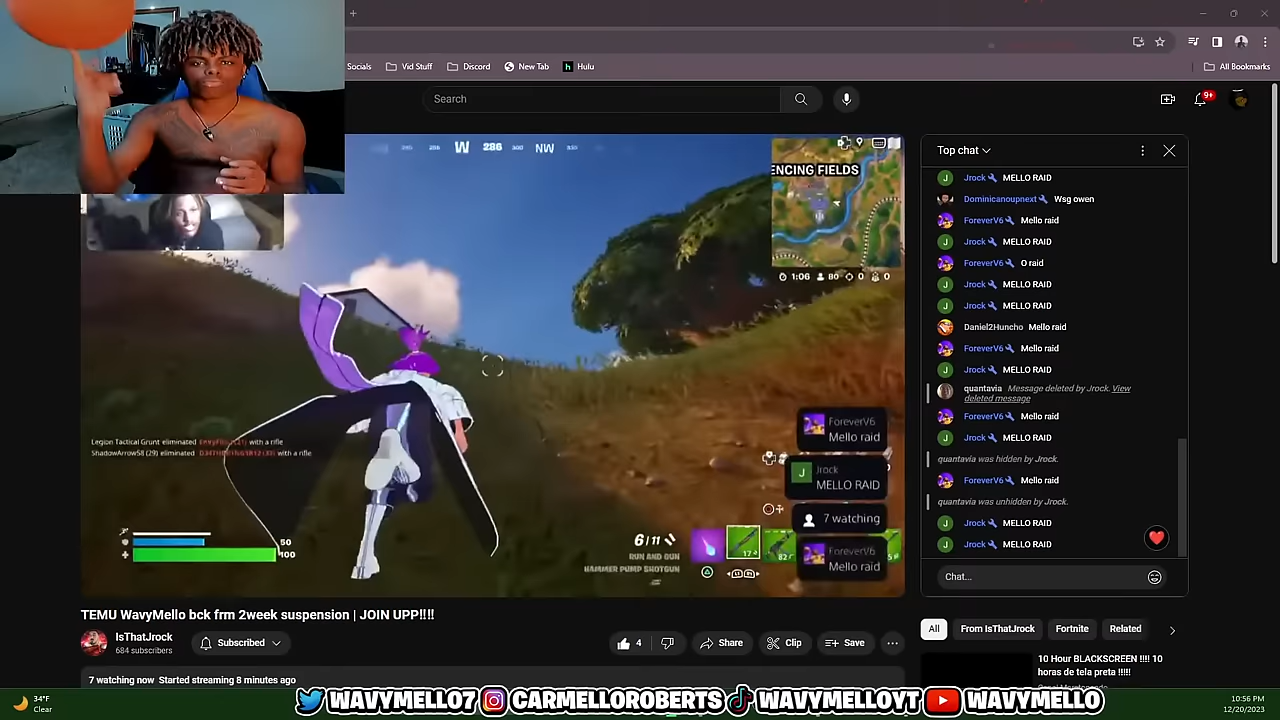 Socials
Vid Stuff
Discord
New Tab
h Hulu
All Bookmarks
Search
9+
W
286
NW
ENCING FIELDS
1:06 80 0 0
Legion Tactical Grunt eliminated
with a rifle
ShadowArrow58 (29) eliminated
with a rifle
50
100
6/11
RUN AND GUN
HAMMER PUMP SHOTGUN
17
82
ForeverV6
Mello raid
J Jrock
MELLO RAID
7 watching
ForeverV6
Mello raid
Top chat
J Jrock MELLO RAID
Dominicanoupnext Wsg owen
ForeverV6 Mello raid
J Jrock MELLO RAID
ForeverV6 O raid
J Jrock MELLO RAID
J Jrock MELLO RAID
Daniel2Huncho Mello raid
ForeverV6 Mello raid
J Jrock MELLO RAID
quantavia Message deleted by Jrock. View
deleted message
ForeverV6 Mello raid
J Jrock MELLO RAID
quantavia was hidden by Jrock.
ForeverV6 Mello raid
quantavia was unhidden by Jrock.
J Jrock MELLO RAID
J Jrock MELLO RAID
Chat...
TEMU WavyMello bck frm 2week suspension | JOIN UPP!!!!
IsThatJrock
684 subscribers
Subscribed
4
Share
Clip
Save
7 watching now Started streaming 8 minutes ago
All
From IsThatJrock
Fortnite
Related
10 Hour BLACKSCREEN !!!! 10
horas de tela preta !!!!!
34°F
Clear
WAVYMELLO7
CARMELLOROBERTS
WAVYMELLOYT
WAVYMELLO
10:56 PM
12/20/2023